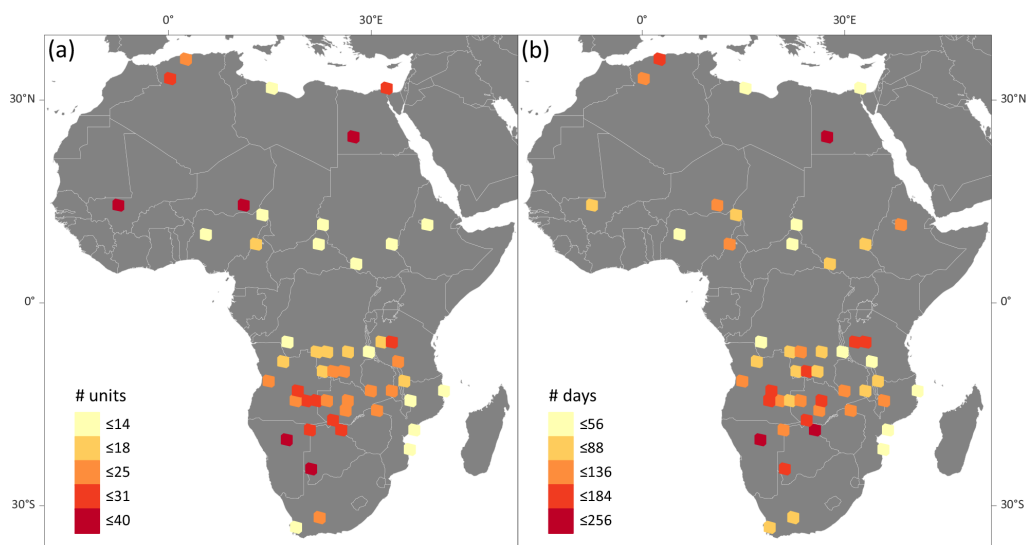 0° 30°E 0° 30°E
(a) (b)
30°N 30°N
0° 0°
# units # days
≤14 ≤56
≤18 ≤88
≤25 ≤136
≤31 ≤184
≤40 ≤256
30°S 30°S